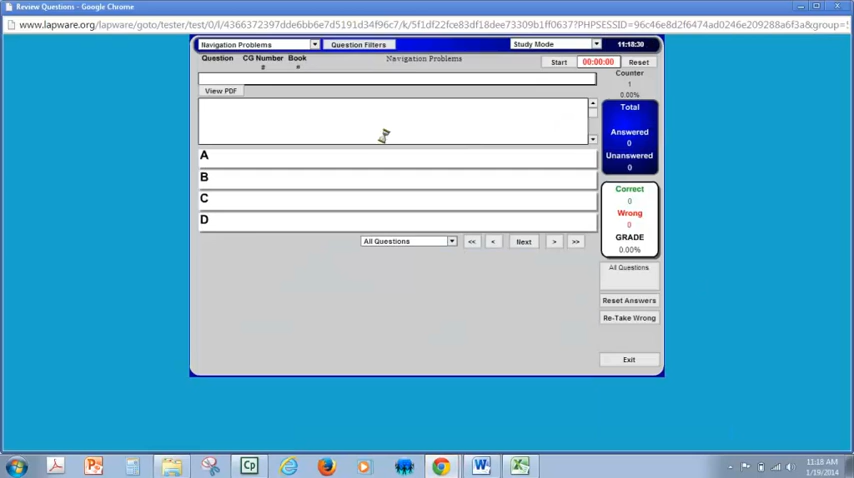 Review Questions - Google Chrome
www.lapware.org/lapware/goto/tester/test/0/l/4366372397dde6bb6e7d5191d34f96c7/k/5f1df22fce83df18dee73309b1ff0637?PHPSESSID=96c46e8d2f6474ad0246e209288a6f3a&group=
Navigation Problems
Question Filters
Study Mode
11:18:30
Question
CG Number
Book
#
#
Navigation Problems
Start
00:00:00
Reset
Counter
1
0.00%
View PDF
Total
Answered
0
Unanswered
0
A
B
C
D
Correct
0
Wrong
0
GRADE
0.00%
All Questions
<<
<
Next
>
>>
All Questions
Reset Answers
Re-Take Wrong
Exit
11:18 AM
1/19/2014